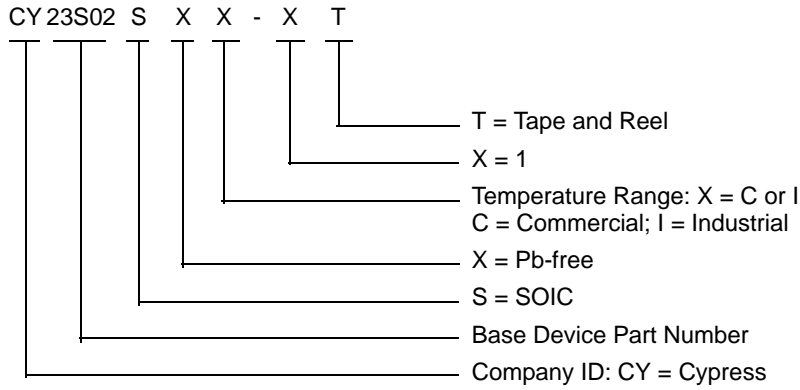 CY 23S02 S X X - X T
T = Tape and Reel
X = 1
Temperature Range: X = C or I
C = Commercial; I = Industrial
X = Pb-free
S = SOIC
Base Device Part Number
Company ID: CY = Cypress